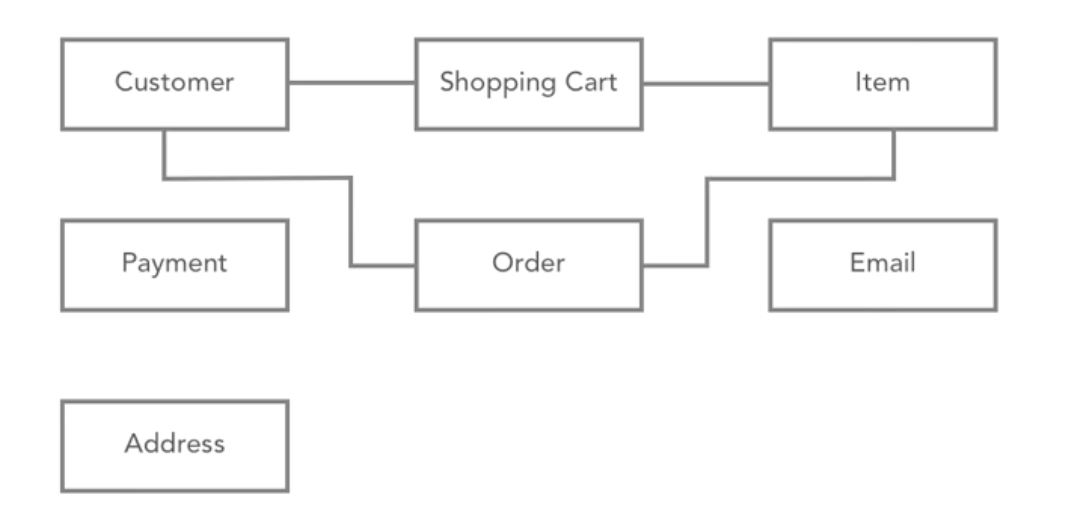 Customer
Shopping Cart
Item
Payment
Order
Email
Address